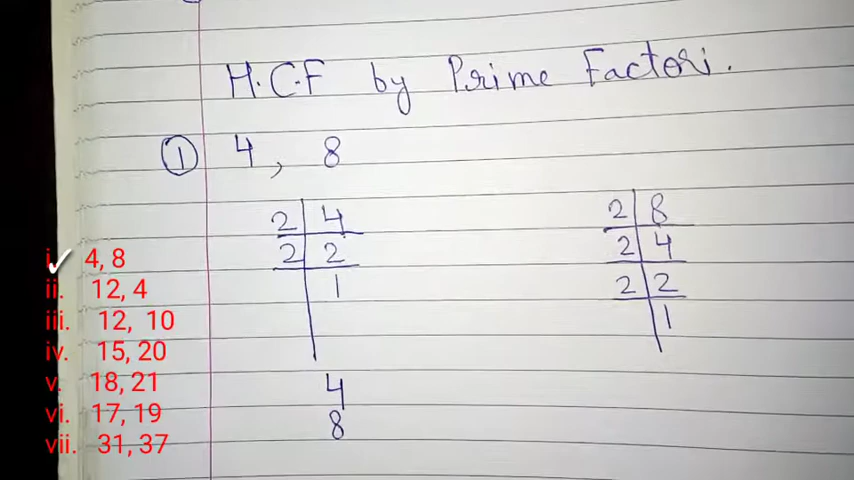 H.C.F by Prime Factori.
① 4, 8
2 | 4
2 | 2
1
2 | 8
2 | 4
2 | 2
1
4
8
i. 4, 8
ii. 12, 4
iii. 12, 10
iv. 15, 20
v. 18, 21
vi. 17, 19
vii. 31, 37